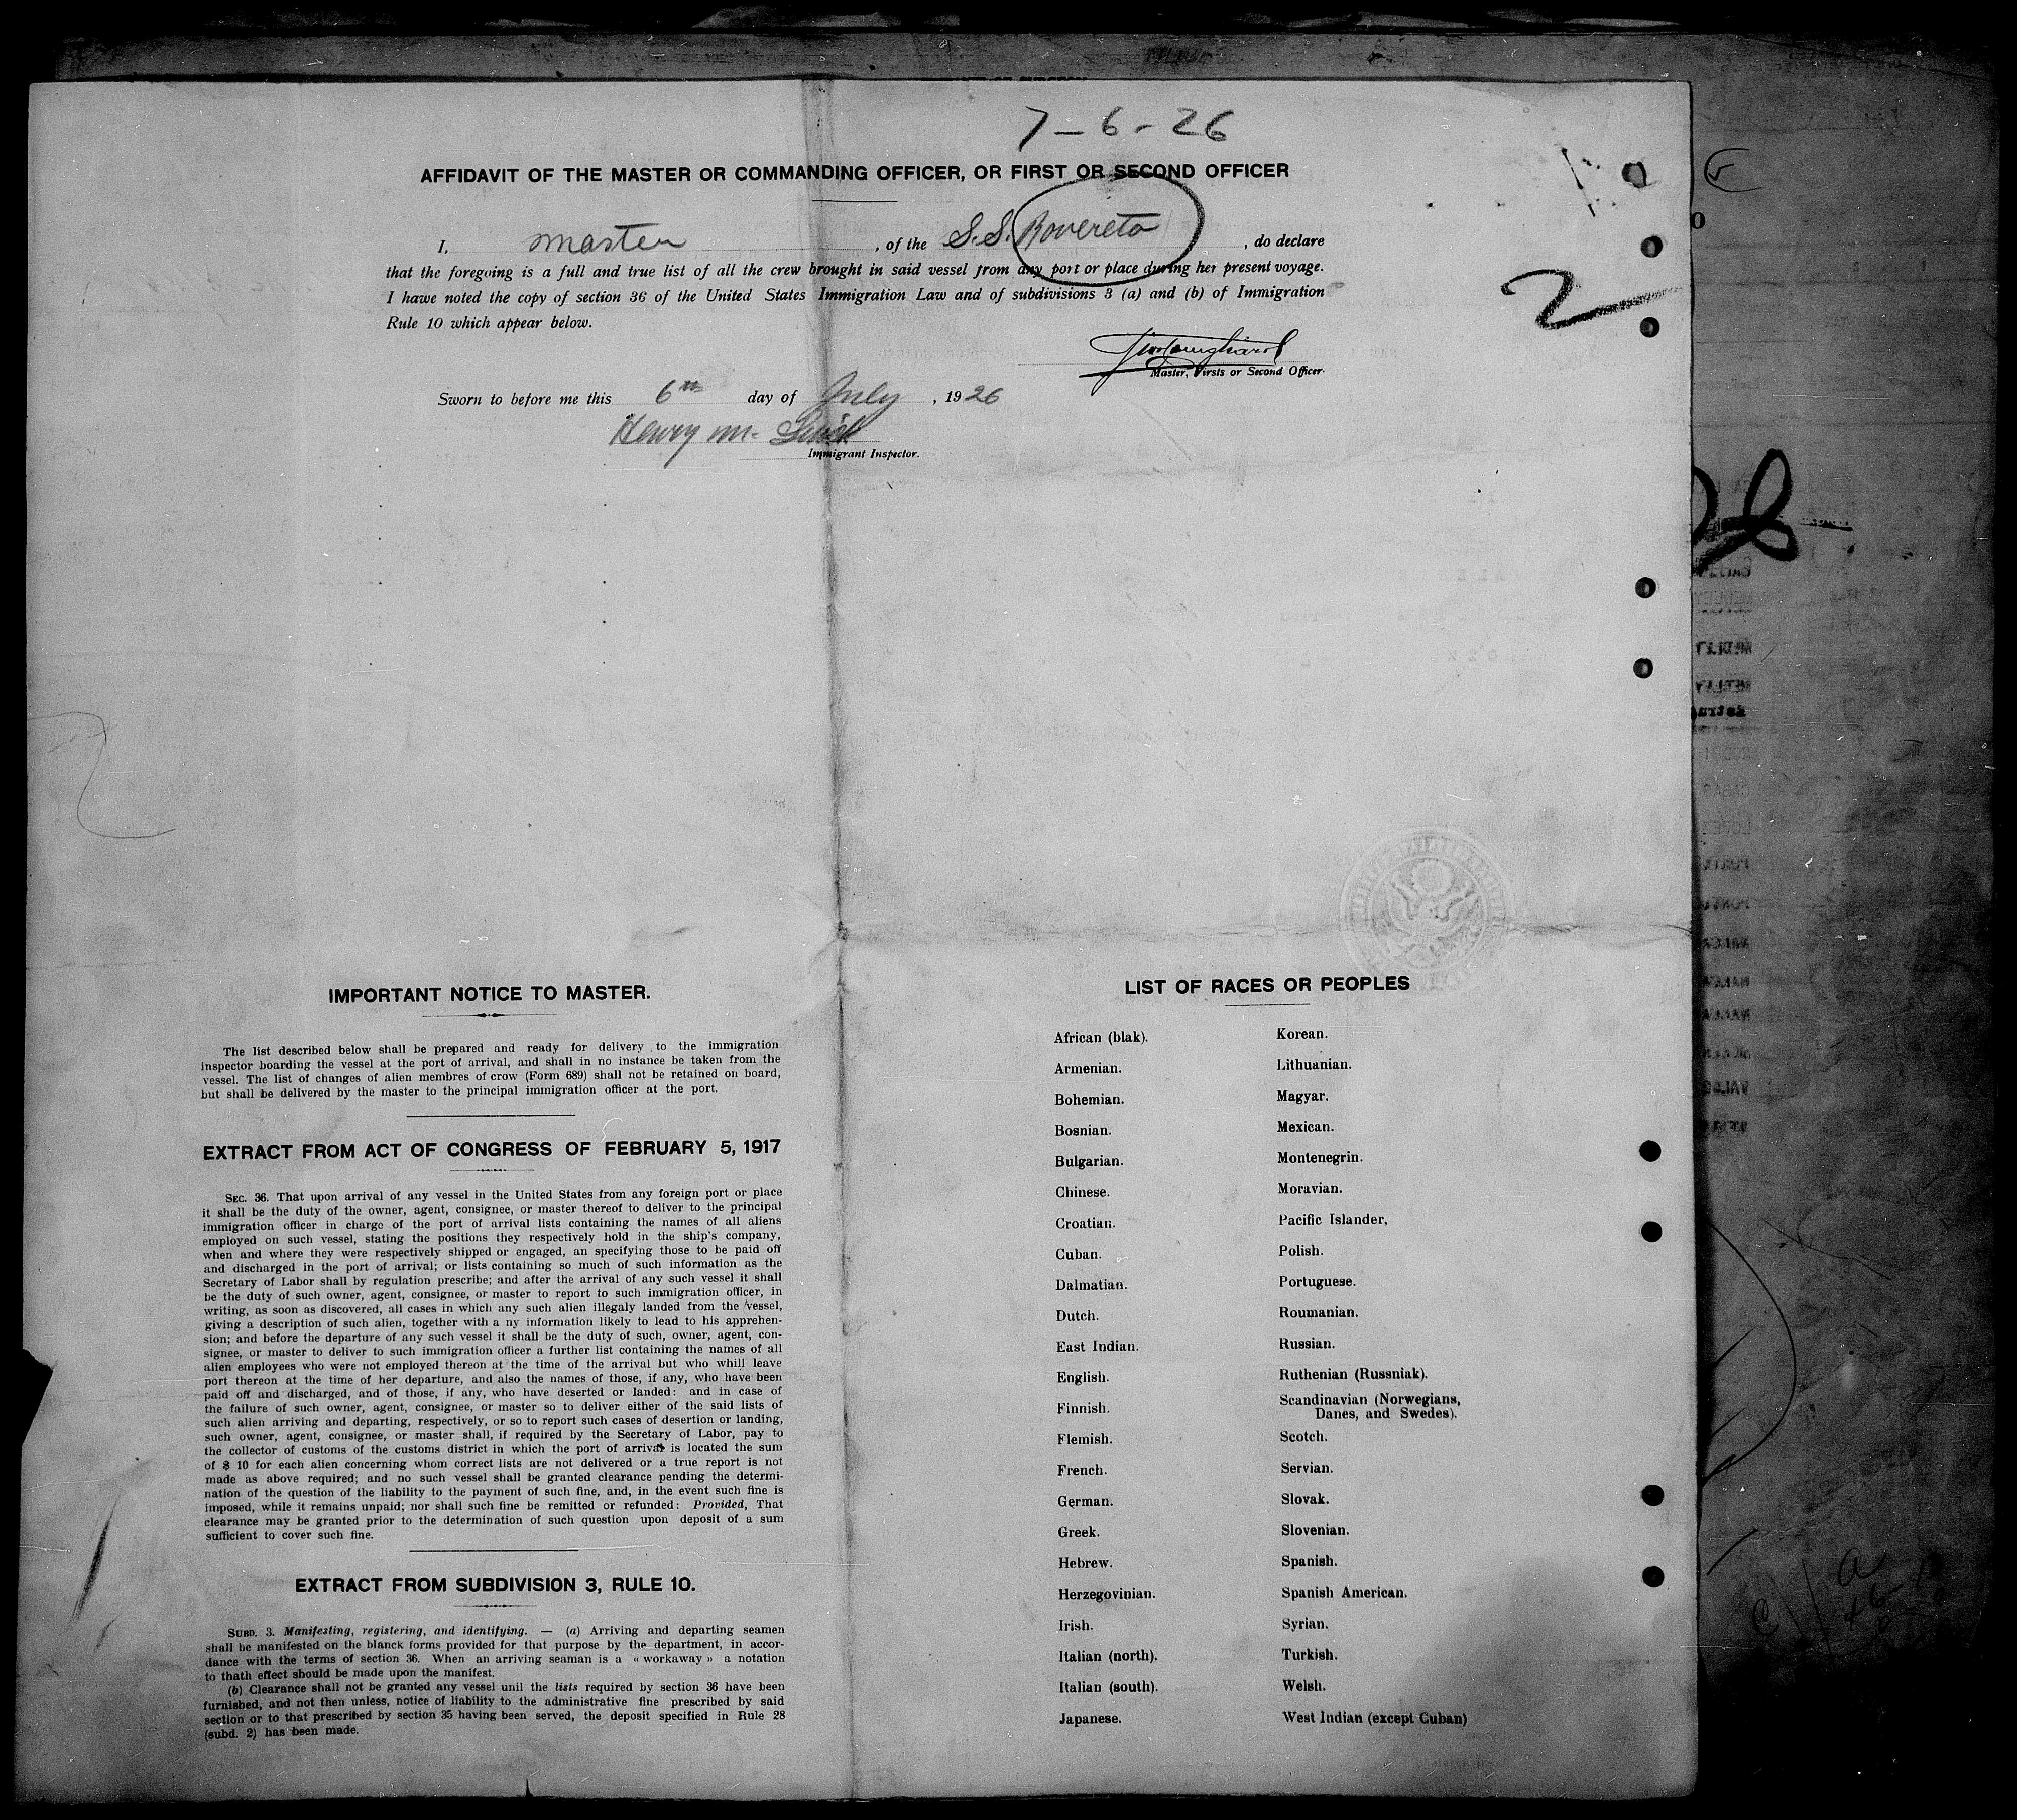 7-6-26
AFFIDAVIT OF THE MASTER OR COMMANDING OFFICER, OR FIRST OR SECOND OFFICER
I, master, of the S.S. Rovereto, do declare
that the foregoing is a full and true list of all the crew brought in said vessel from any port or place during her present voyage.
I hawe noted the copy of section 36 of the United States Immigration Law and of subdivisions 3 (a) and (b) of Immigration
Rule 10 which appear below.
2
Master, Firsts or Second Officer.
Sworn to before me this 6th day of July, 1926
Henry M.
Immigrant Inspector.
IMPORTANT NOTICE TO MASTER.
The list described below shall be prepared and ready for delivery to the immigration
inspector boarding the vessel at the port of arrival, and shall in no instance be taken from the
vessel. The list of changes of alien membres of crow (Form 689) shall not be retained on board,
but shall be delivered by the master to the principal immigration officer at the port.
EXTRACT FROM ACT OF CONGRESS OF FEBRUARY 5, 1917
SEC. 36. That upon arrival of any vessel in the United States from any foreign port or place
it shall be the duty of the owner, agent, consignee, or master thereof to deliver to the principal
immigration officer in charge of the port of arrival lists containing the names of all aliens
employed on such vessel, stating the positions they respectively hold in the ship's company,
when and where they were respectively shipped or engaged, an specifying those to be paid off
and discharged in the port of arrival; or lists containing so much of such information as the
Secretary of Labor shall by regulation prescribe; and after the arrival of any such vessel it shall
be the duty of such owner, agent, consignee, or master to report to such immigration officer, in
writing, as soon as discovered, all cases in which any such alien illegaly landed from the vessel,
giving a description of such alien, together with a ny information likely to lead to his apprehen-
sion; and before the departure of any such vessel it shall be the duty of such, owner, agent, con-
signee, or master to deliver to such immigration officer a further list containing the names of all
alien employees who were not employed thereon at the time of the arrival but who whill leave
port thereon at the time of her departure, and also the names of those, if any, who have been
paid off and discharged, and of those, if any, who have deserted or landed: and in case of
the failure of such owner, agent, consignee, or master so to deliver either of the said lists of
such alien arriving and departing, respectively, or so to report such cases of desertion or landing,
such owner, agent, consignee, or master shall, if required by the Secretary of Labor, pay to
the collector of customs of the customs district in which the port of arrival is located the sum
of $ 10 for each alien concerning whom correct lists are not delivered or a true report is not
made as above required; and no such vessel shall be granted clearance pending the determi-
nation of the question of the liability to the payment of such fine, and, in the event such fine is
imposed, while it remains unpaid; nor shall such fine be remitted or refunded: Provided, That
clearance may be granted prior to the determination of such question upon deposit of a sum
sufficient to cover such fine.
EXTRACT FROM SUBDIVISION 3, RULE 10.
SUBD. 3. Manifesting, registering, and identifying. — (a) Arriving and departing seamen
shall be manifested on the blanck forms provided for that purpose by the department, in accor-
dance with the terms of section 36. When an arriving seaman is a « workaway » a notation
to thath effect should be made upon the manifest.
(b) Clearance shall not be granted any vessel unil the lists required by section 36 have been
furnished, and not then unless, notice of liability to the administrative fine prescribed by said
section or to that prescribed by section 35 having been served, the deposit specified in Rule 28
(subd. 2) has been made.
LIST OF RACES OR PEOPLES
African (blak).
Armenian.
Bohemian.
Bosnian.
Bulgarian.
Chinese.
Croatian.
Cuban.
Dalmatian.
Dutch.
East Indian.
English.
Finnish.
Flemish.
French.
German.
Greek.
Hebrew.
Herzegovinian.
Irish.
Italian (north).
Italian (south).
Japanese.
Korean.
Lithuanian.
Magyar.
Mexican.
Montenegrin.
Moravian.
Pacific Islander,
Polish.
Portuguese.
Roumanian.
Russian.
Ruthenian (Russniak).
Scandinavian (Norwegians,
Danes, and Swedes).
Scotch.
Servian.
Slovak.
Slovenian.
Spanish.
Spanish American.
Syrian.
Turkish.
Welsh.
West Indian (except Cuban)